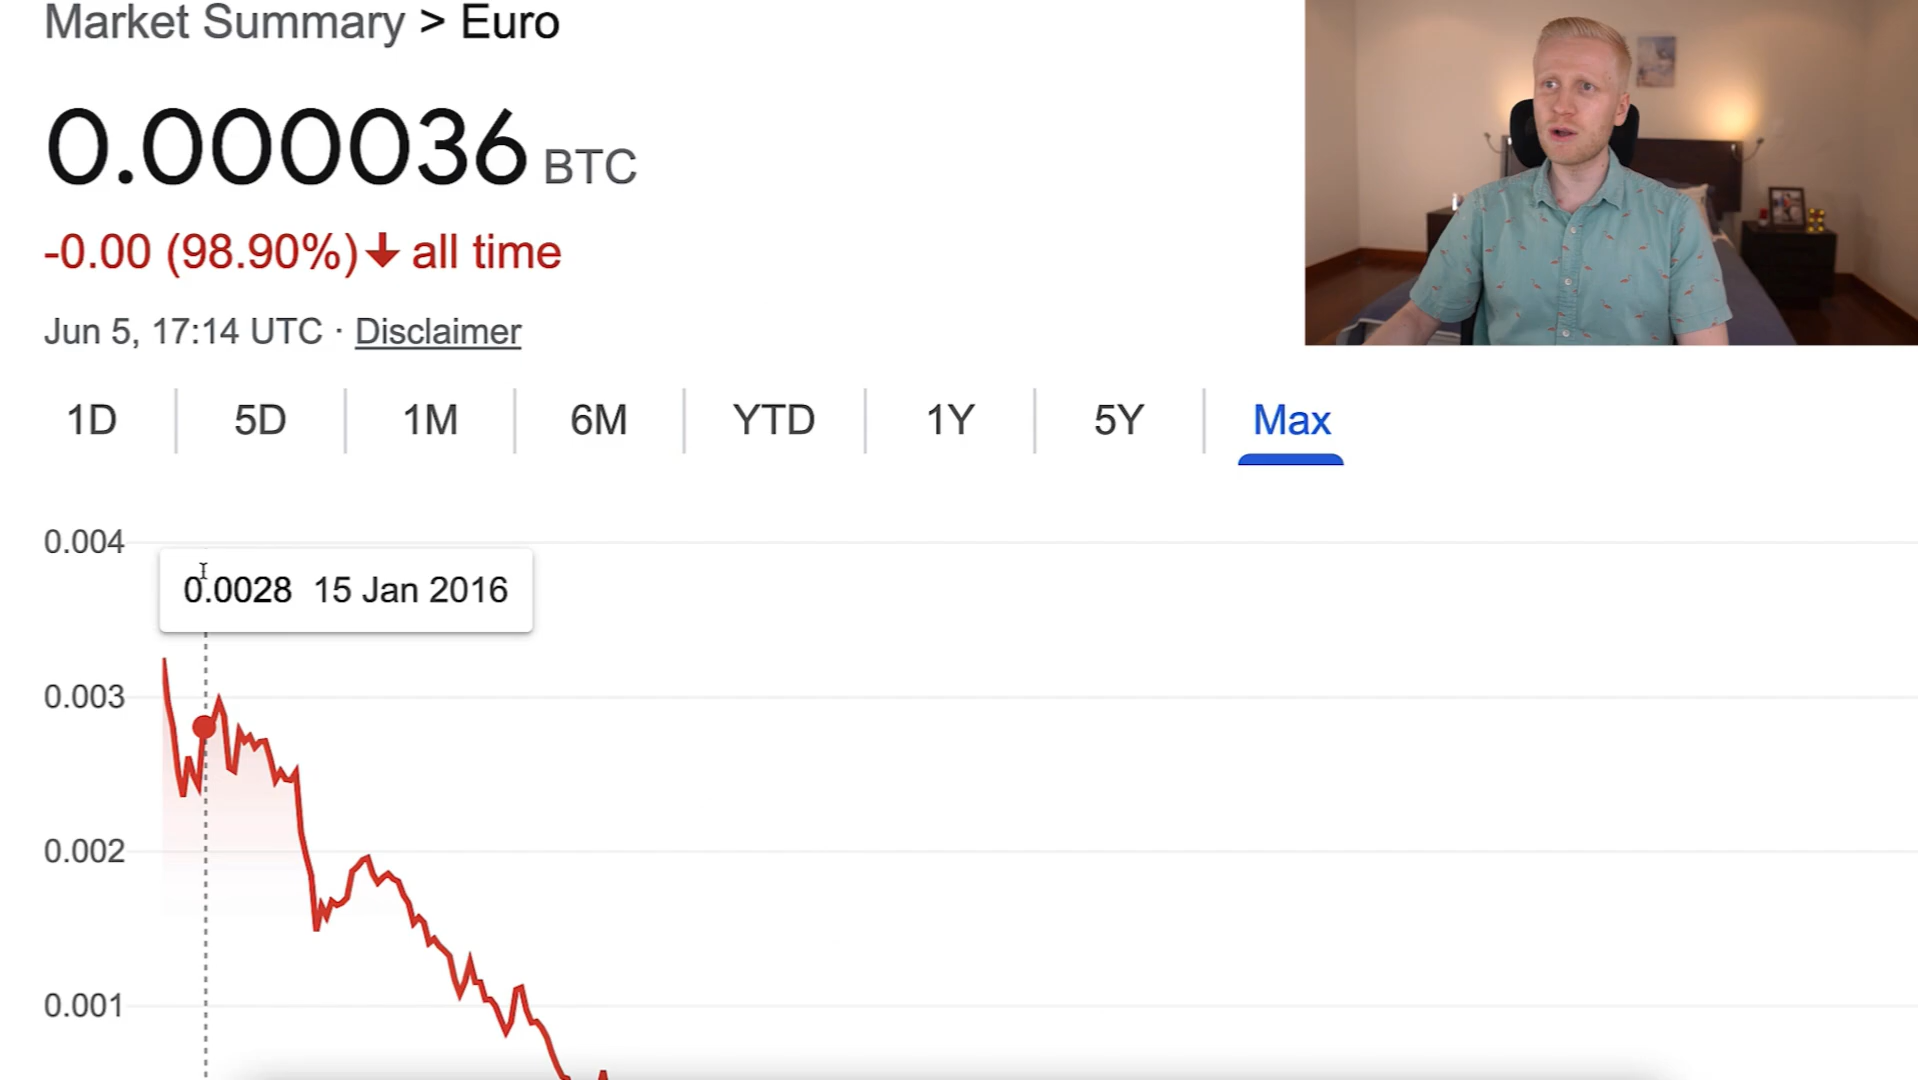 Market Summary > Euro
0.000036 BTC
-0.00 (98.90%)↓ all time
Jun 5, 17:14 UTC · Disclaimer
1D 5D 1M 6M YTD 1Y 5Y Max
0.004
0.0028 15 Jan 2016
0.003
0.002
0.001